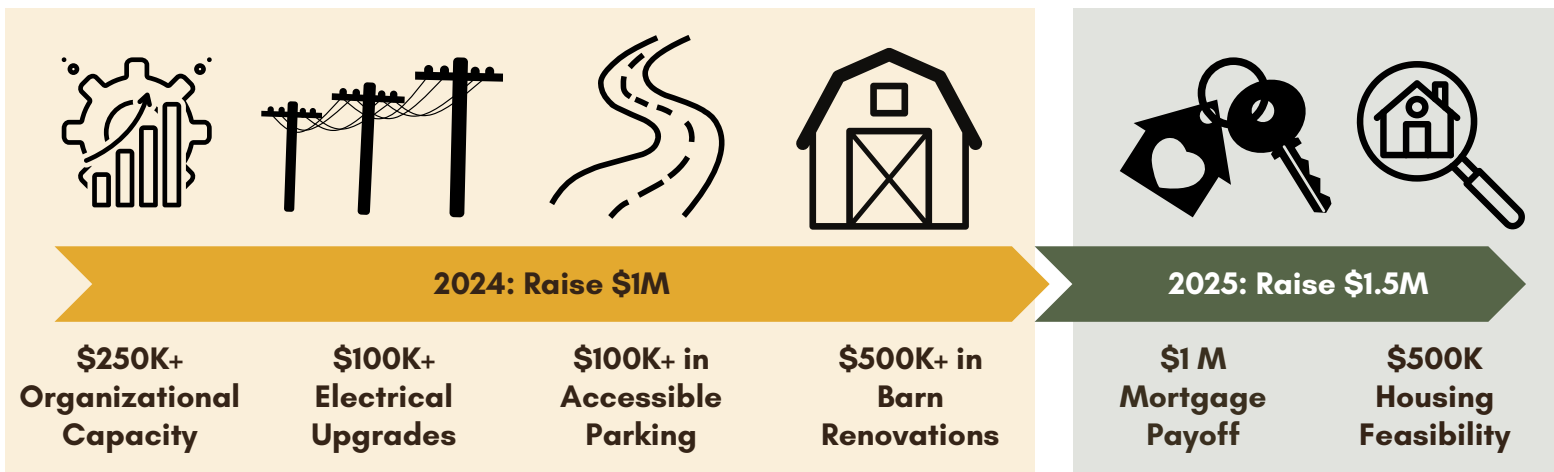 2024: Raise $1M
2025: Raise $1.5M
$250K+
Organizational
Capacity
$100K+
Electrical
Upgrades
$100K+ in
Accessible
Parking
$500K+ in
Barn
Renovations
$1 M
Mortgage
Payoff
$500K
Housing
Feasibility